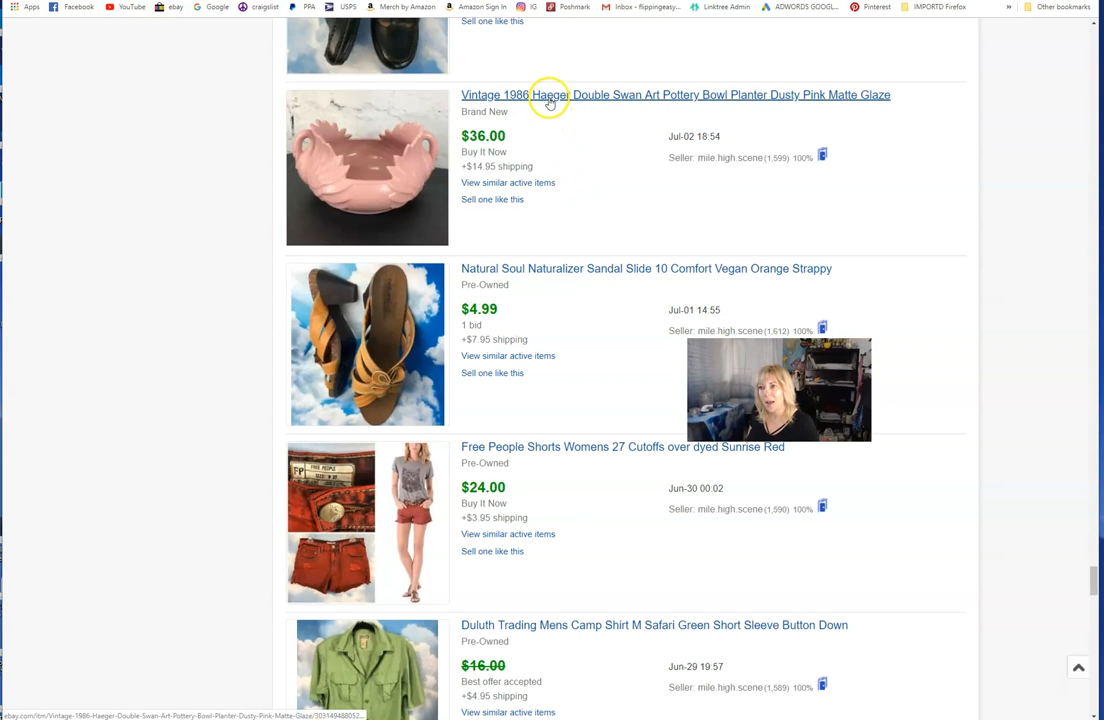 Apps
Facebook
YouTube
ebay
Google
craigslist
PPA
USPS
Merch by Amazon
Amazon Sign In
IG
Poshmark
Inbox - flippingeasy...
Linktree Admin
ADWORDS GOOGL...
Pinterest
IMPORTD Firefox
»
Other bookmarks
Sell one like this
Vintage 1986 Haeger Double Swan Art Pottery Bowl Planter Dusty Pink Matte Glaze
Brand New
$36.00
Jul-02 18:54
Buy It Now
Seller: mile.high.scene(1,599) 100%
+$14.95 shipping
View similar active items
Sell one like this
Natural Soul Naturalizer Sandal Slide 10 Comfort Vegan Orange Strappy
Pre-Owned
$4.99
Jul-01 14:55
1 bid
Seller: mile.high.scene(1,612) 100%
+$7.95 shipping
View similar active items
Sell one like this
Free People Shorts Womens 27 Cutoffs over dyed Sunrise Red
Pre-Owned
FREE PEOPLE
$24.00
Jun-30 00:02
Buy It Now
Seller: mile.high.scene(1,590) 100%
+$3.95 shipping
View similar active items
Sell one like this
Duluth Trading Mens Camp Shirt M Safari Green Short Sleeve Button Down
Pre-Owned
$16.00
Jun-29 19:57
Best offer accepted
Seller: mile.high.scene(1,589) 100%
+$4.95 shipping
View similar active items
ebay.com/itm/Vintage-1986-Haeger-Double-Swan-Art-Pottery-Bowl-Planter-Dusty-Pink-Matte-Glaze/303149488052...